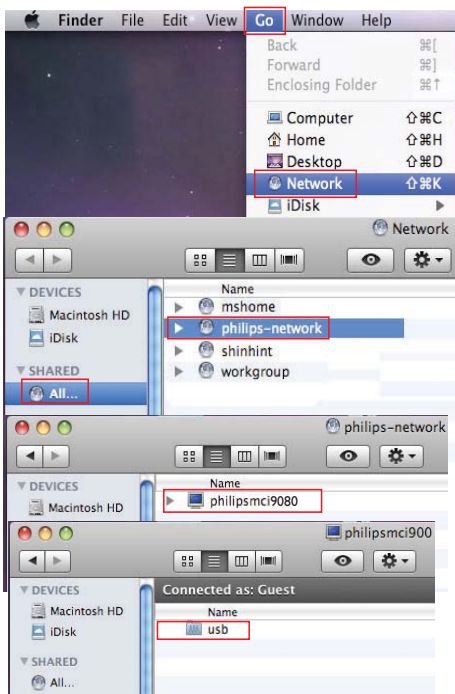 Finder File Edit View Go Window Help
Back ⌘[
Forward ⌘]
Enclosing Folder ⌘↑
Computer ⇧⌘C
Home ⇧⌘H
Desktop ⇧⌘D
Network ⇧⌘K
iDisk
Network
DEVICES
Macintosh HD
iDisk
SHARED
All...
Name
mshome
philips-network
shinhint
workgroup
philips-network
DEVICES
Macintosh HD
Name
philipsmci9080
philipsmci900
DEVICES
Macintosh HD
iDisk
SHARED
All...
Connected as: Guest
Name
usb